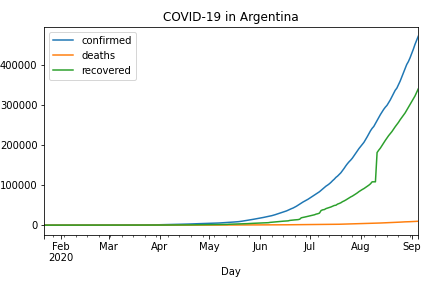 COVID-19 in Argentina
confirmed
deaths
recovered
400000
300000
200000
100000
0
Feb Mar Apr May Jun Jul Aug Sep
2020
Day